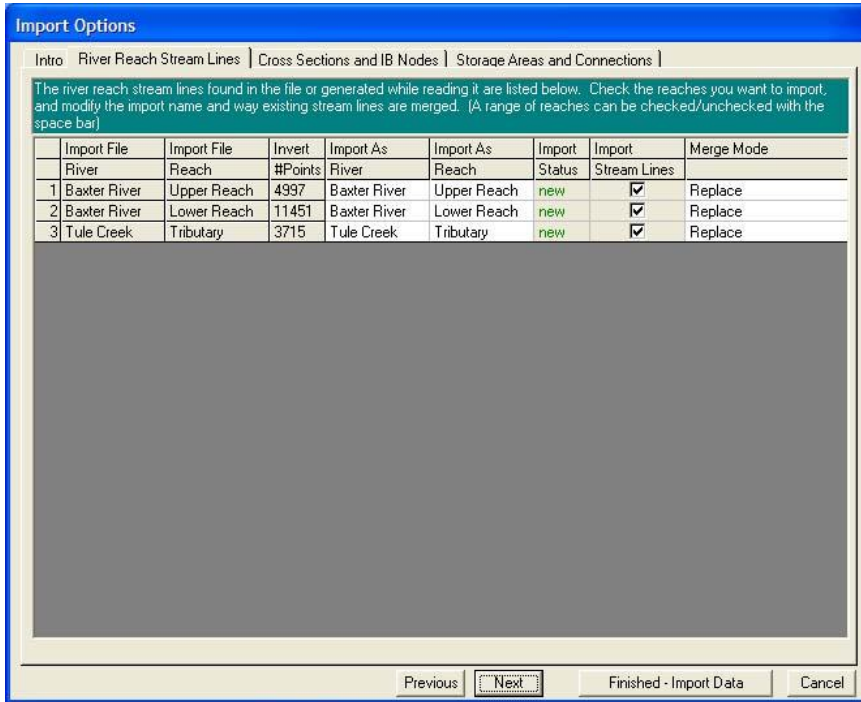 Import Options
Intro River Reach Stream Lines Cross Sections and IB Nodes Storage Areas and Connections
The river reach stream lines found in the file or generated while reading it are listed below. Check the reaches you want to import,
and modify the import name and way existing stream lines are merged. (A range of reaches can be checked/unchecked with the
space bar)
Import File Import File Invert Import As Import As Import Import Merge Mode
River Reach #Points River Reach Status Stream Lines
1 Baxter River Upper Reach 4997 Baxter River Upper Reach new Replace
2 Baxter River Lower Reach 11451 Baxter River Lower Reach new Replace
3 Tule Creek Tributary 3715 Tule Creek Tributary new Replace
Previous Next Finished - Import Data Cancel